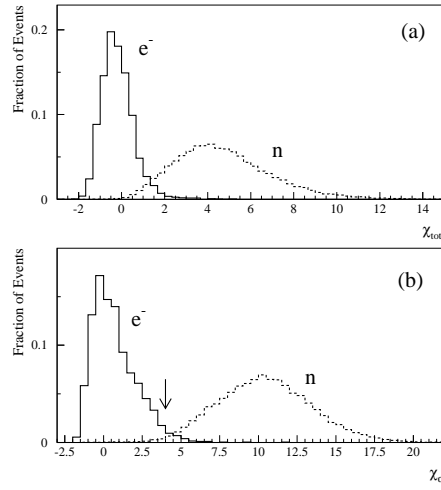 Fraction of Events
(a)
0.2
0.1
0
e-
n
-2 0 2 4 6 8 10 12 14
χtot
Fraction of Events
(b)
0.1
0
e-
n
-2.5 0 2.5 5 7.5 10 12.5 15 17.5 20